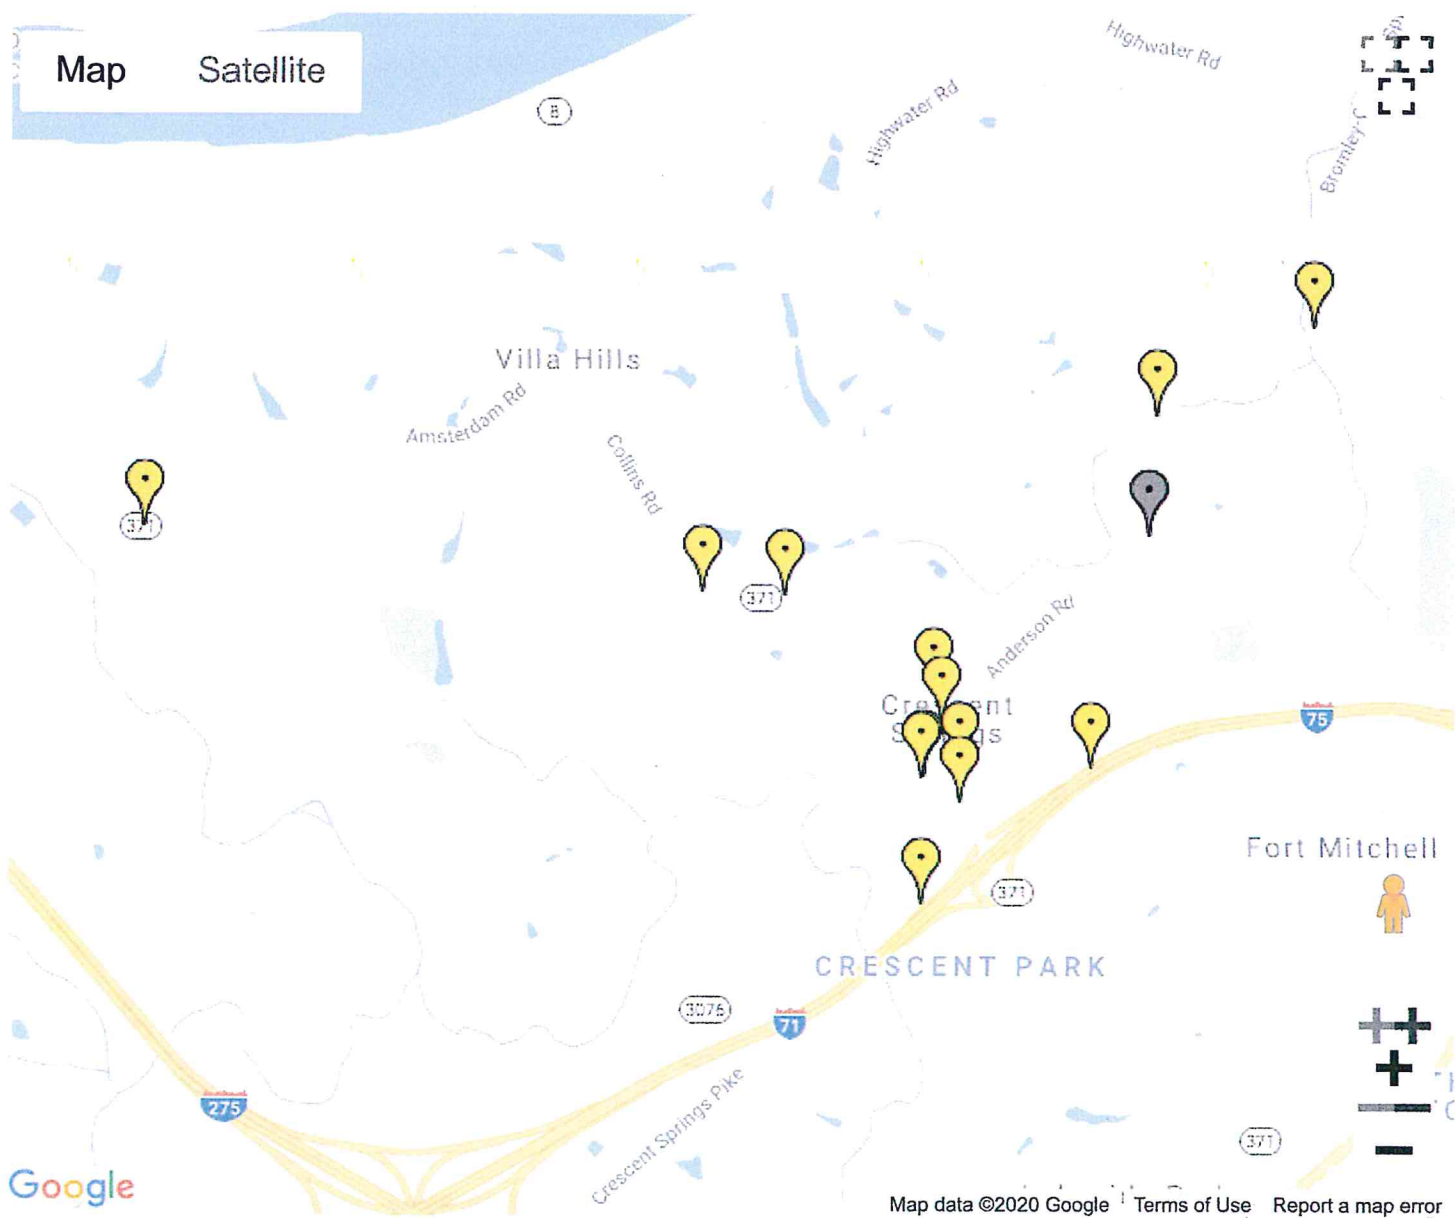 Map Satellite
Highwater Rd
8
Highwater Rd
Bromley-C
Villa Hills
Amsterdam Rd
Collins Rd
371
371
Anderson Rd
75
Fort Mitchell
371
CRESCENT PARK
3076
71
275
Crescent Springs Pike
371
Google
Map data ©2020 Google Terms of Use Report a map error